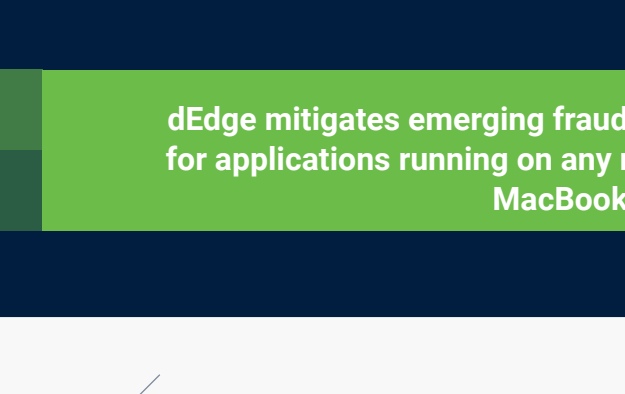 dEdge mitigates emerging fraud
for applications running on any
MacBook